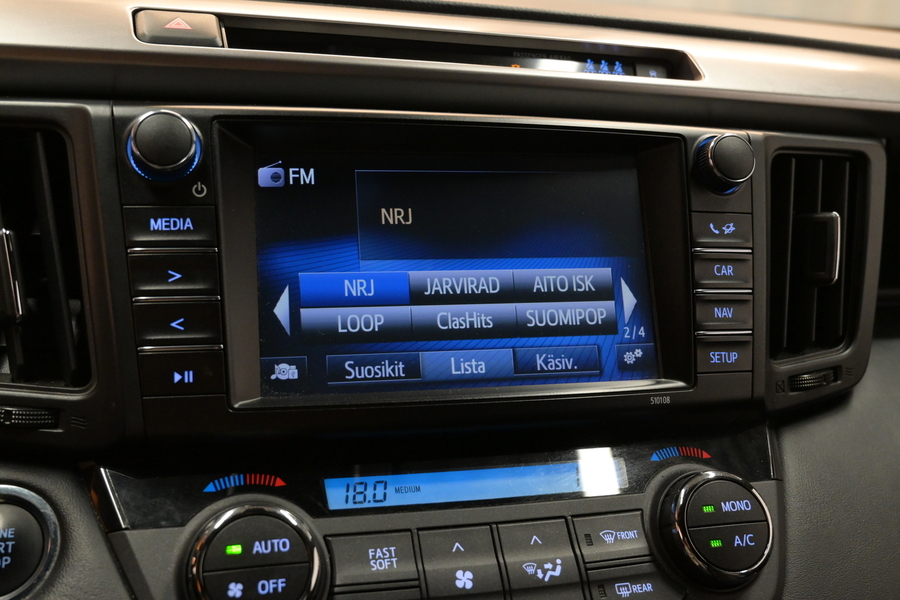 MEDIA
FM
NRJ
NRJ JARVIRAD AITO ISK
LOOP ClasHits SUOMIPOP
2/4
Suosikit Lista Käsiv.
CAR
NAV
SETUP
510108
18.0 MEDIUM
AUTO
OFF
FAST
SOFT
FRONT
REAR
MONO
A/C